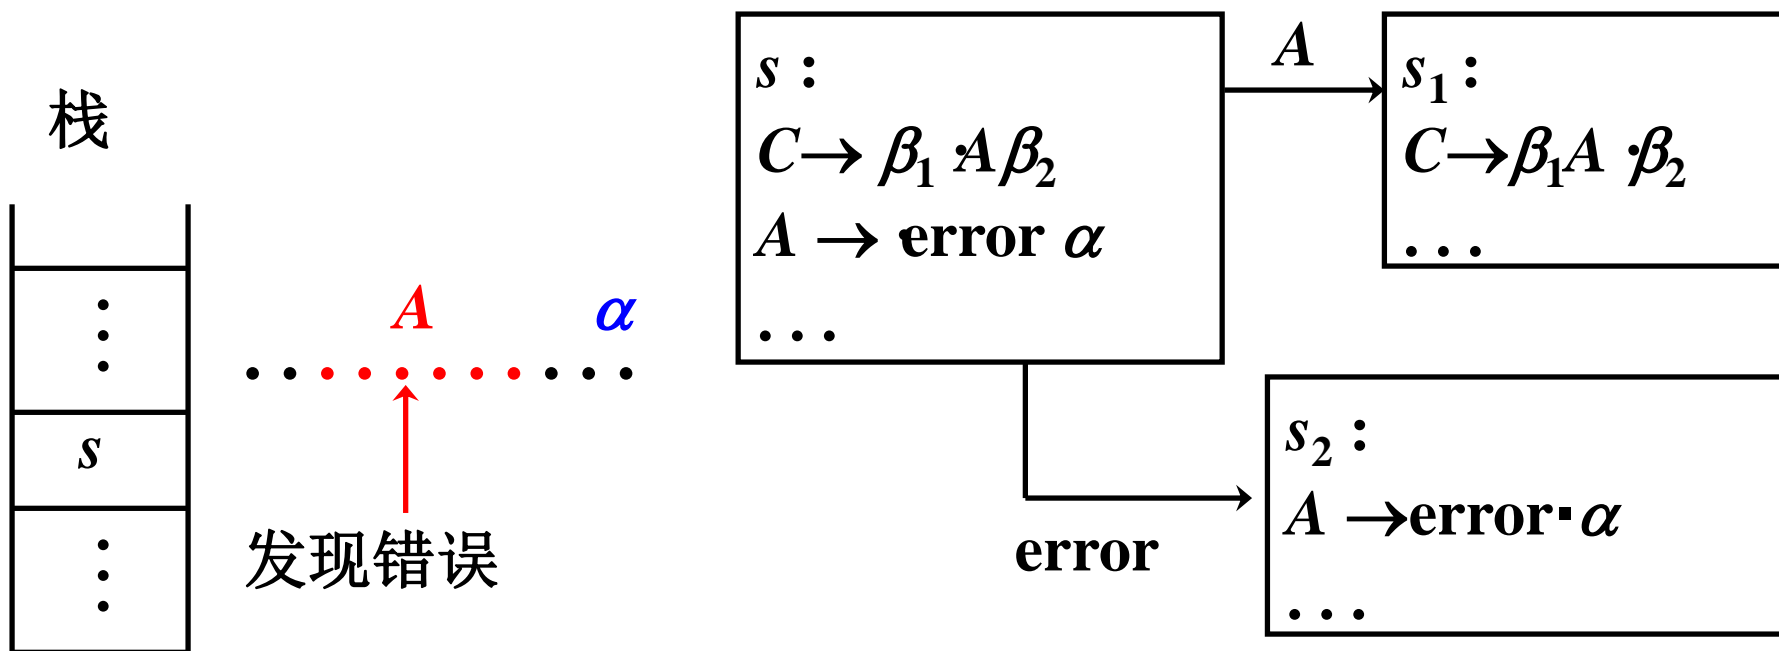 栈
s
A
α
发现错误
s :
C→ β₁ ·Aβ₂
A → ·error α
. . .
A
s₁ :
C→β₁A ·β₂
. . .
error
s₂ :
A →error· α
. . .